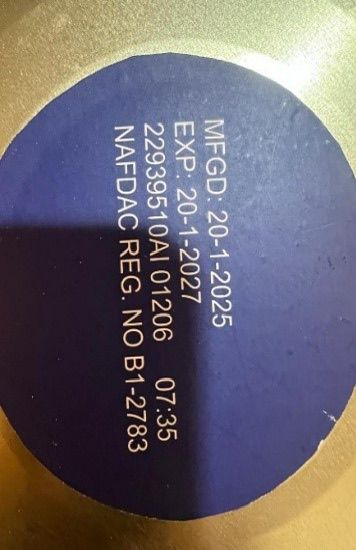 MFGD: 20-1-2025
EXP: 20-1-2027
22939510AI 01206 07:35
NAFDAC REG. NO B1-2783